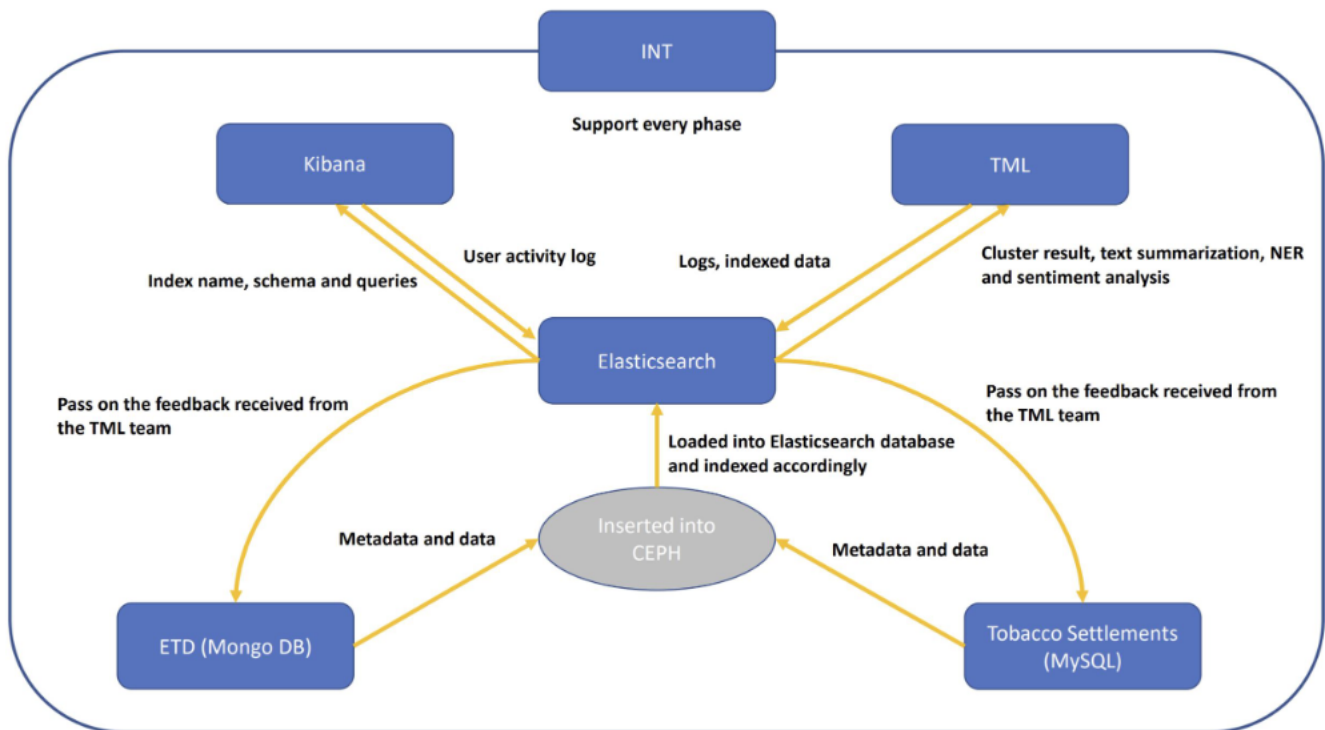 INT
Support every phase
Kibana
TML
User activity log
Index name, schema and queries
Logs, indexed data
Cluster result, text summarization, NER
and sentiment analysis
Elasticsearch
Pass on the feedback received from
the TML team
Pass on the feedback received from
the TML team
Loaded into Elasticsearch database
and indexed accordingly
Inserted into
CEPH
Metadata and data
Metadata and data
ETD (Mongo DB)
Tobacco Settlements
(MySQL)